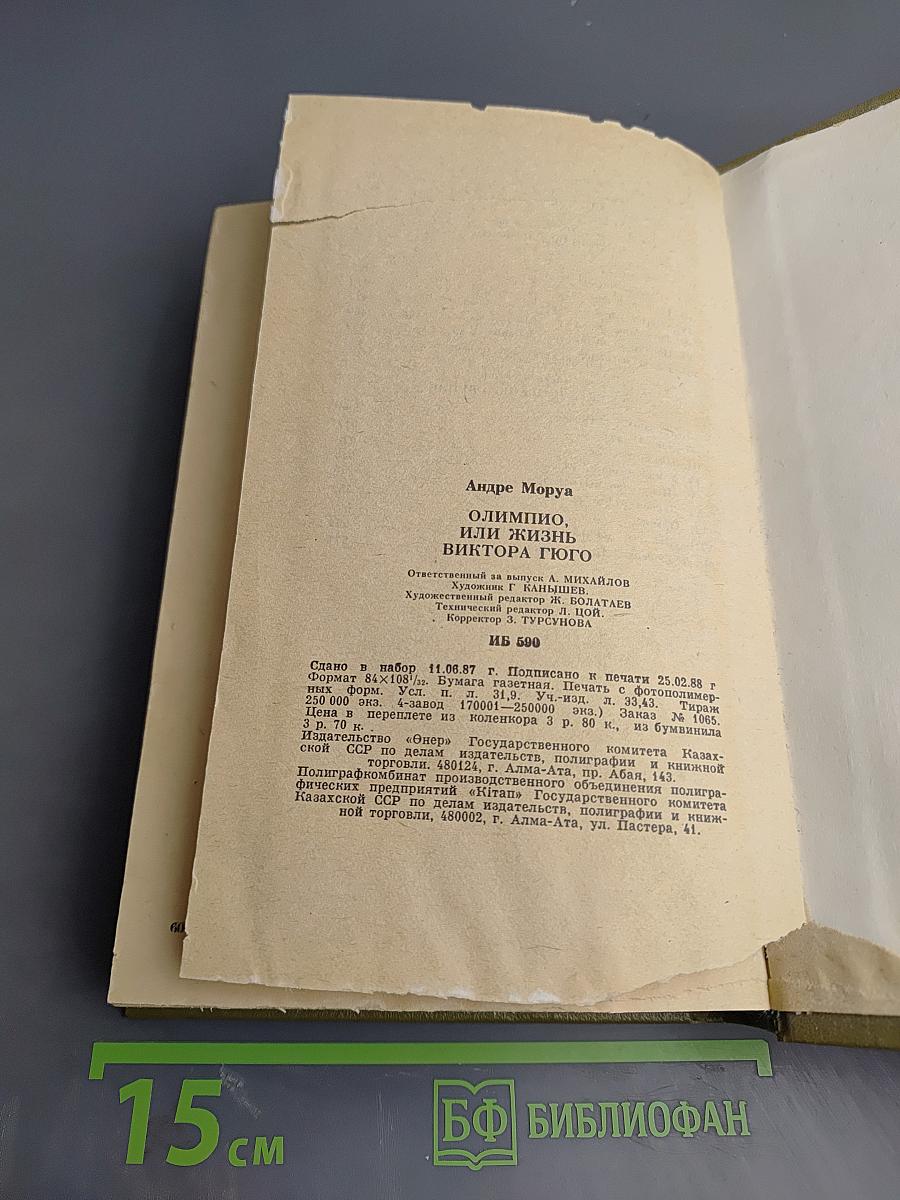 Андре Моруа
ОЛИМПИО,
ИЛИ ЖИЗНЬ
ВИКТОРА ГЮГО
Ответственный за выпуск А. МИХАЙЛОВ
Художник Г КАНЫШЕВ.
Художественный редактор Ж. БОЛАТАЕВ
Технический редактор Л. ЦОЙ.
Корректор З. ТУРСУНОВА
ИБ 590
Сдано в набор 11.06.87 г. Подписано к печати 25.02.88 г
Формат 84×108¹/₃₂. Бумага газетная. Печать с фотополимер-
ных форм. Усл. п. л. 31,9. Уч.-изд. л. 33,43. Тираж
250 000 экз. 4-завод 170001—250000 экз.) Заказ № 1065.
Цена в переплете из коленкора 3 р. 80 к., из бумвинила
3 р. 70 к.
Издательство «Өнер» Государственного комитета Казах-
ской ССР по делам издательств, полиграфии и книжной
торговли. 480124, г. Алма-Ата, пр. Абая, 143.
Полиграфкомбинат производственного объединения полигра-
фических предприятий «Кітап» Государственного комитета
Казахской ССР по делам издательств, полиграфии и книж-
ной торговли, 480002, г. Алма-Ата, ул. Пастера, 41.
15 см
БФ БИБЛИОФАН